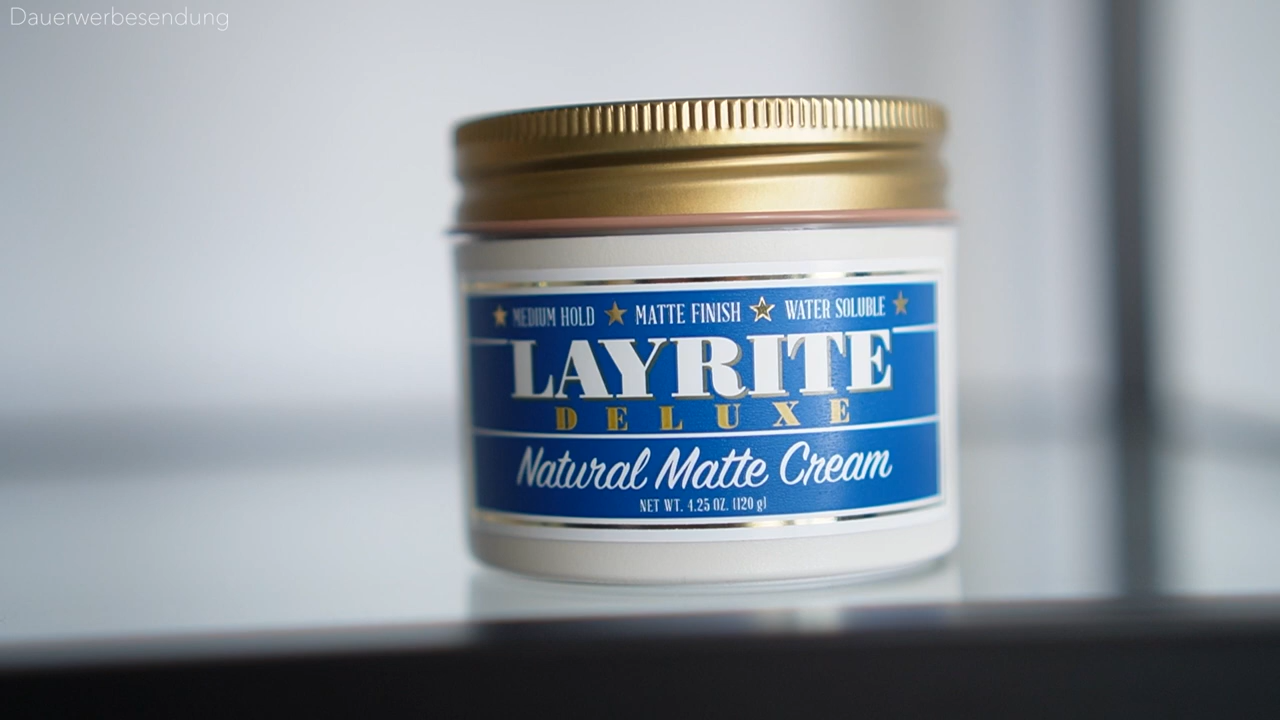 Dauerwerbesendung
MEDIUM HOLD MATTE FINISH WATER SOLUBLE
LAYRITE
DELUXE
Natural Matte Cream
NET WT. 4.25 OZ. (120 g)